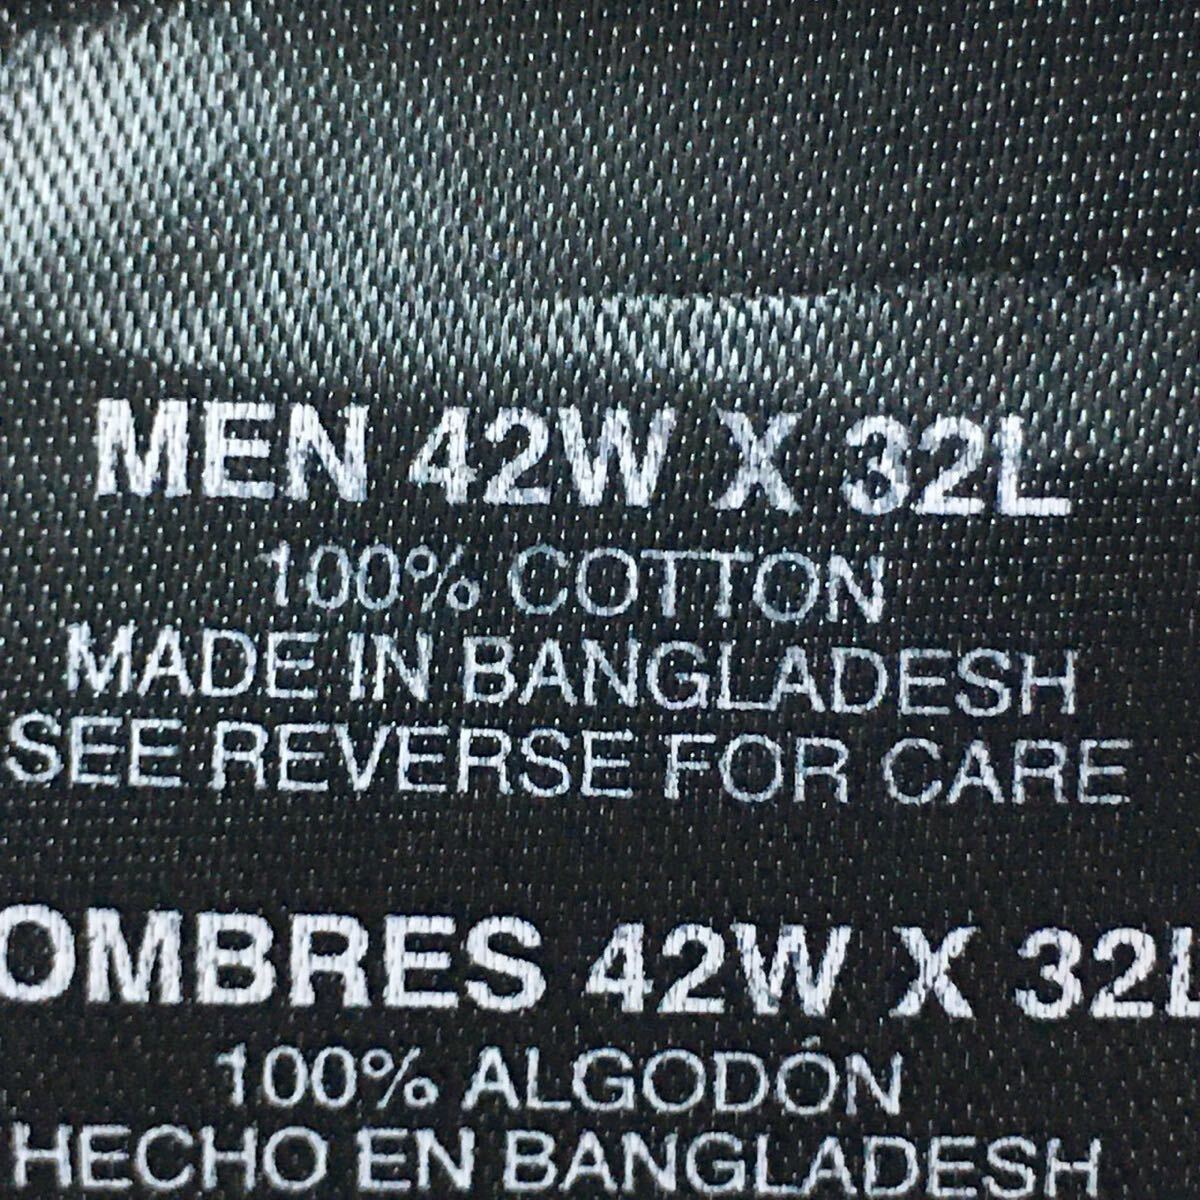 MEN 42W X 32L
100% COTTON
MADE IN BANGLADESH
SEE REVERSE FOR CARE
OMBRES 42W X 32L
100% ALGODÓN
HECHO EN BANGLADESH